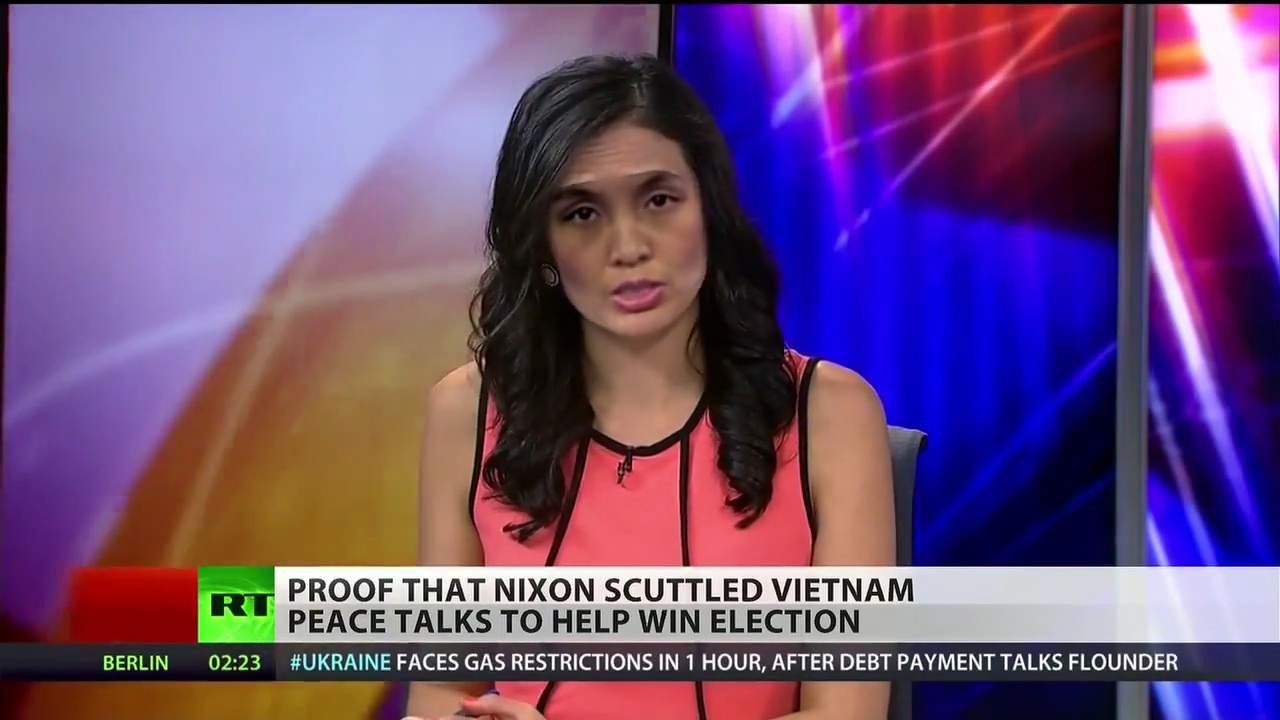 RT
PROOF THAT NIXON SCUTTLED VIETNAM
PEACE TALKS TO HELP WIN ELECTION
BERLIN 02:23 #UKRAINE FACES GAS RESTRICTIONS IN 1 HOUR, AFTER DEBT PAYMENT TALKS FLOUNDER